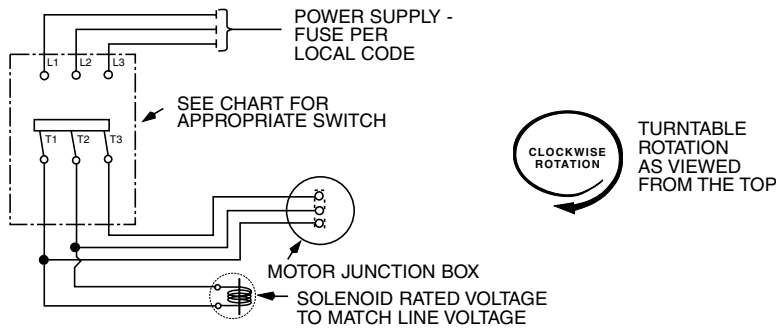 POWER SUPPLY -
FUSE PER
LOCAL CODE
L1 L2 L3
SEE CHART FOR
APPROPRIATE SWITCH
T1 T2 T3
CLOCKWISE
ROTATION
TURNTABLE
ROTATION
AS VIEWED
FROM THE TOP
MOTOR JUNCTION BOX
SOLENOID RATED VOLTAGE
TO MATCH LINE VOLTAGE